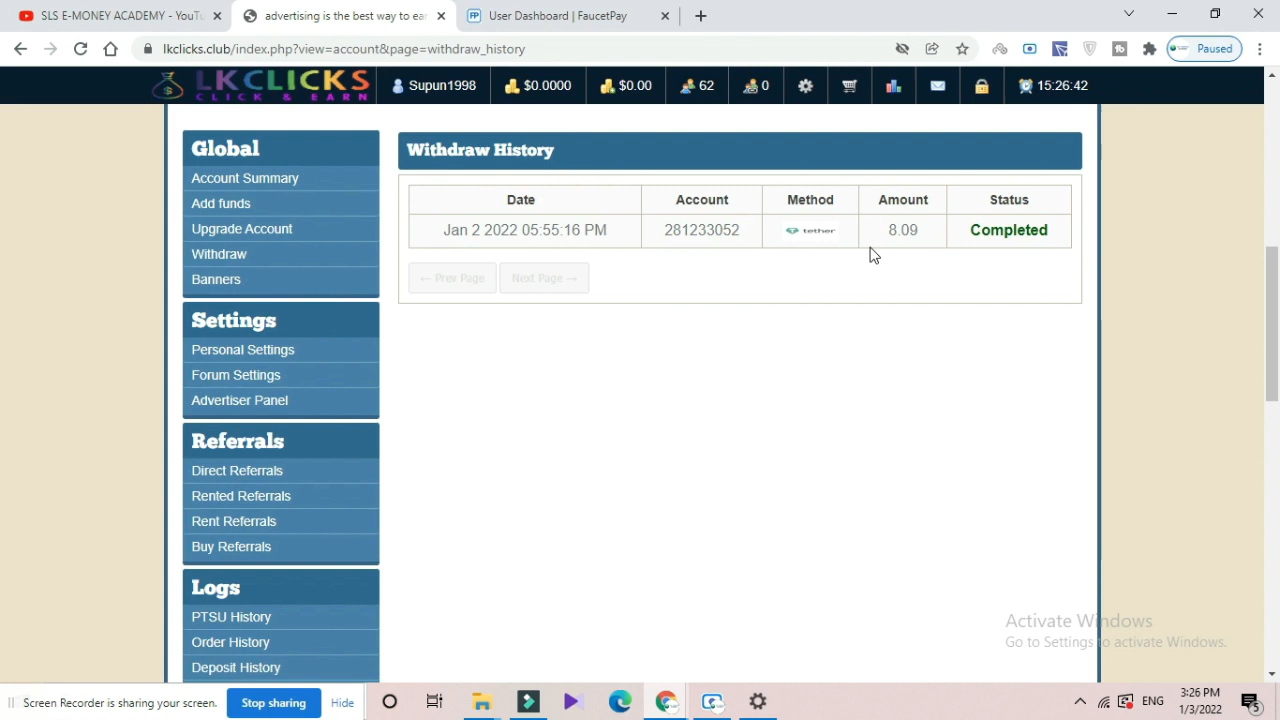 SLS E-MONEY ACADEMY - YouTu
advertising is the best way to ear
FP
User Dashboard | FaucetPay
lkclicks.club/index.php?view=account&page=withdraw_history
Paused
LKCLICKS
CLICK & EARN
Supun1998
$0.0000
$0.00
62
0
15:26:42
Global
Account Summary
Add funds
Upgrade Account
Withdraw
Banners
Settings
Personal Settings
Forum Settings
Advertiser Panel
Referrals
Direct Referrals
Rented Referrals
Rent Referrals
Buy Referrals
Logs
PTSU History
Order History
Deposit History
Withdraw History
Date Account Method Amount Status
Jan 2 2022 05:55:16 PM 281233052 tether 8.09 Completed
← Prev Page Next Page →
Activate Windows
Go to Settings to activate Windows.
Screen Recorder is sharing your screen. Stop sharing Hide
ENG
3:26 PM
1/3/2022
5